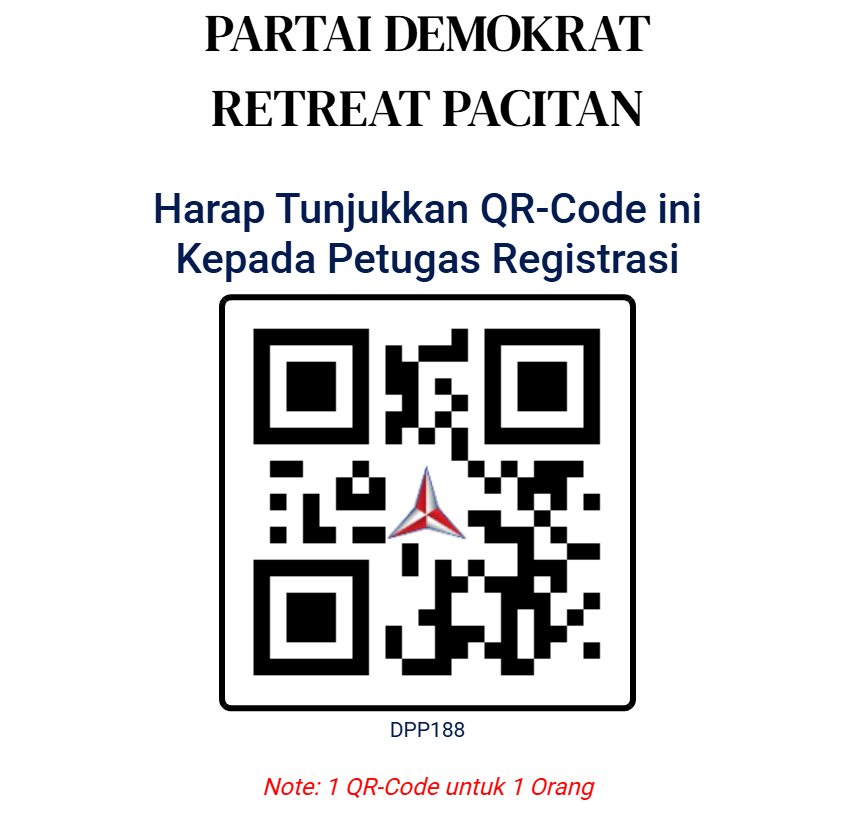 PARTAI DEMOKRAT
RETREAT PACITAN
Harap Tunjukkan QR-Code ini
Kepada Petugas Registrasi
DPP188
Note: 1 QR-Code untuk 1 Orang